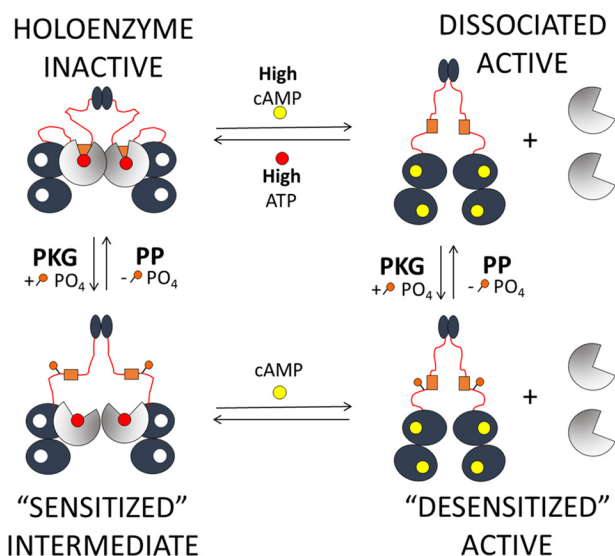 HOLOENZYME
INACTIVE
DISSOCIATED
ACTIVE
High
cAMP
High
ATP
+
PKG
+ PO4
PP
- PO4
PKG
+ PO4
PP
- PO4
cAMP
+
“SENSITIZED”
INTERMEDIATE
“DESENSITIZED”
ACTIVE